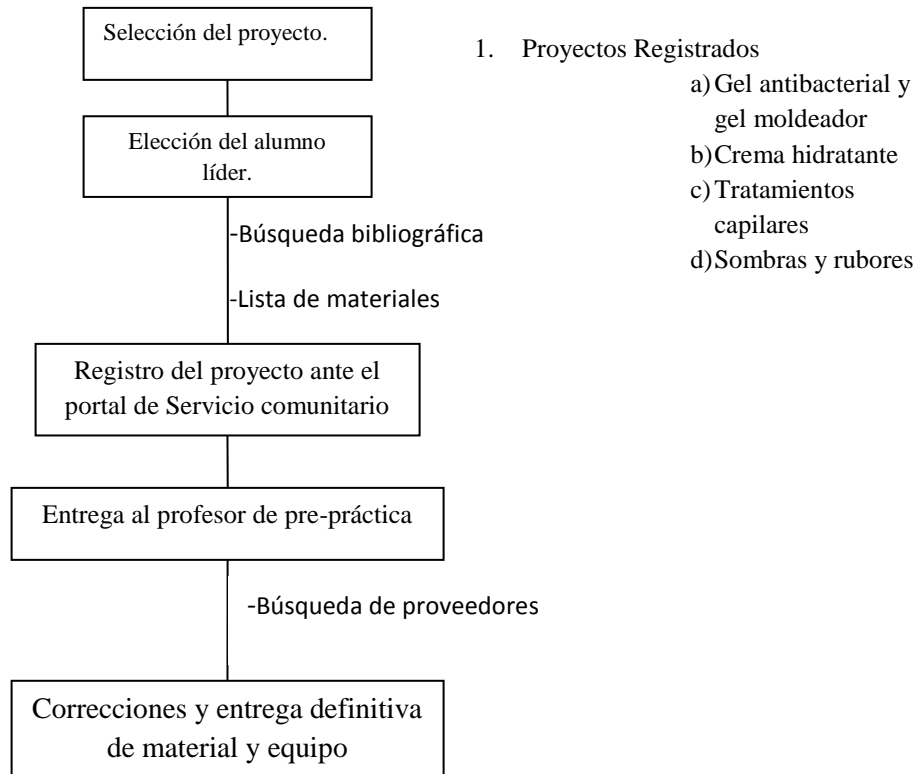 Selección del proyecto.
Elección del alumno
líder.
-Búsqueda bibliográfica
-Lista de materiales
Registro del proyecto ante el
portal de Servicio comunitario
Entrega al profesor de pre-práctica
-Búsqueda de proveedores
Correcciones y entrega definitiva
de material y equipo
1. Proyectos Registrados
a) Gel antibacterial y
gel moldeador
b) Crema hidratante
c) Tratamientos
capilares
d) Sombras y rubores